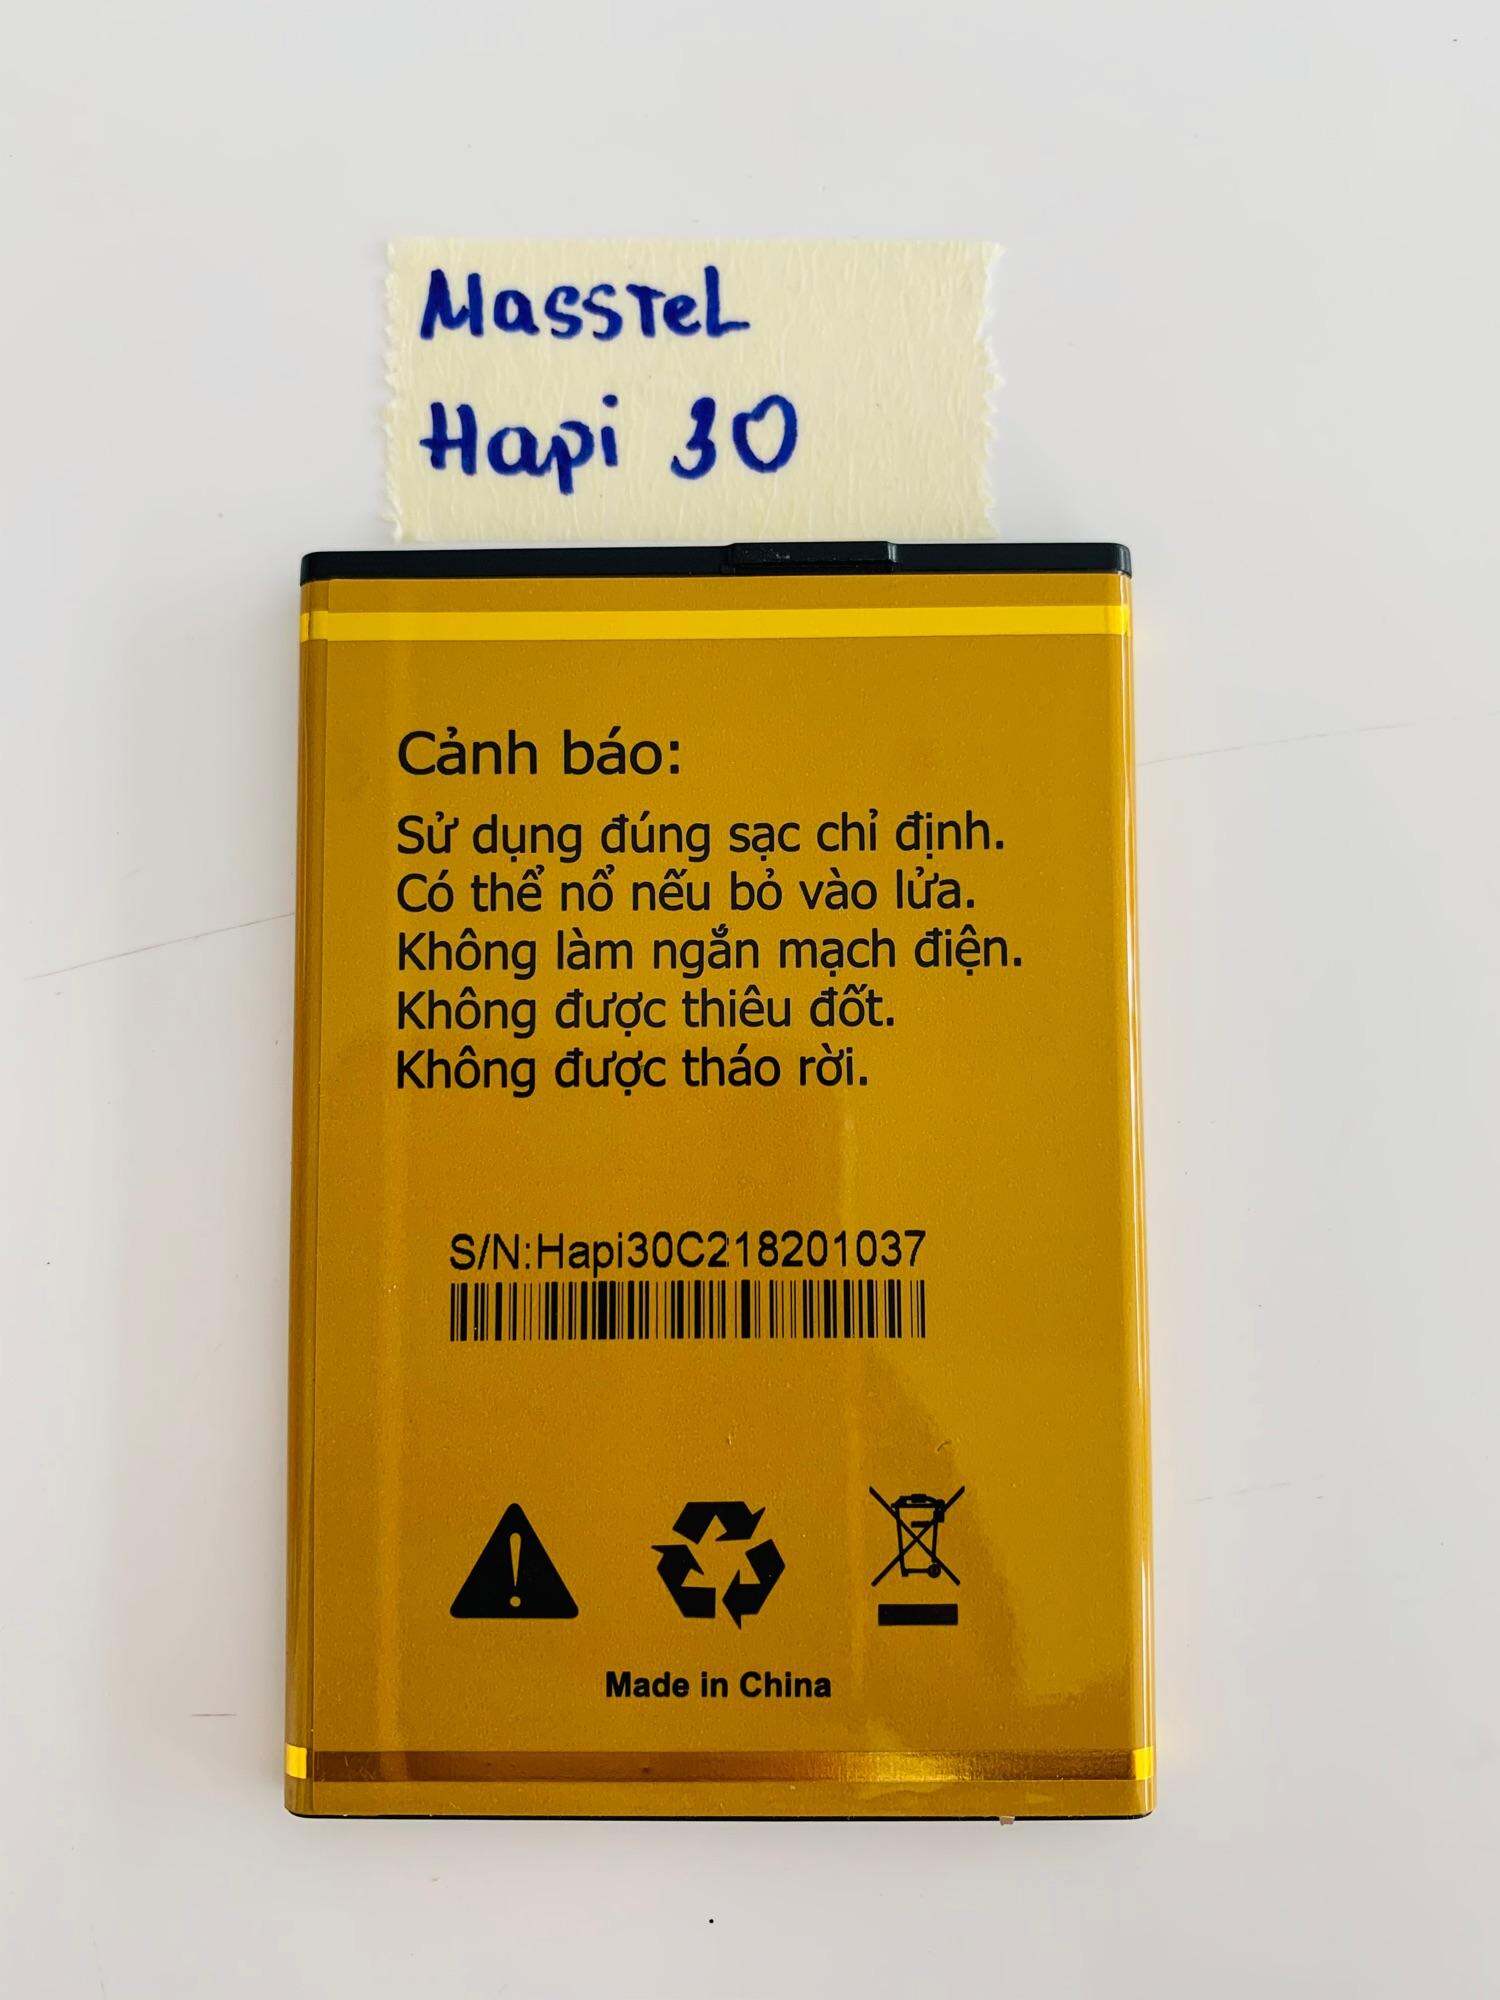 Masstel
Hapi 30
Cảnh báo:
Sử dụng đúng sạc chỉ định.
Có thể nổ nếu bỏ vào lửa.
Không làm ngắn mạch điện.
Không được thiêu đốt.
Không được tháo rời.
S/N:Hapi30C218201037
Made in China